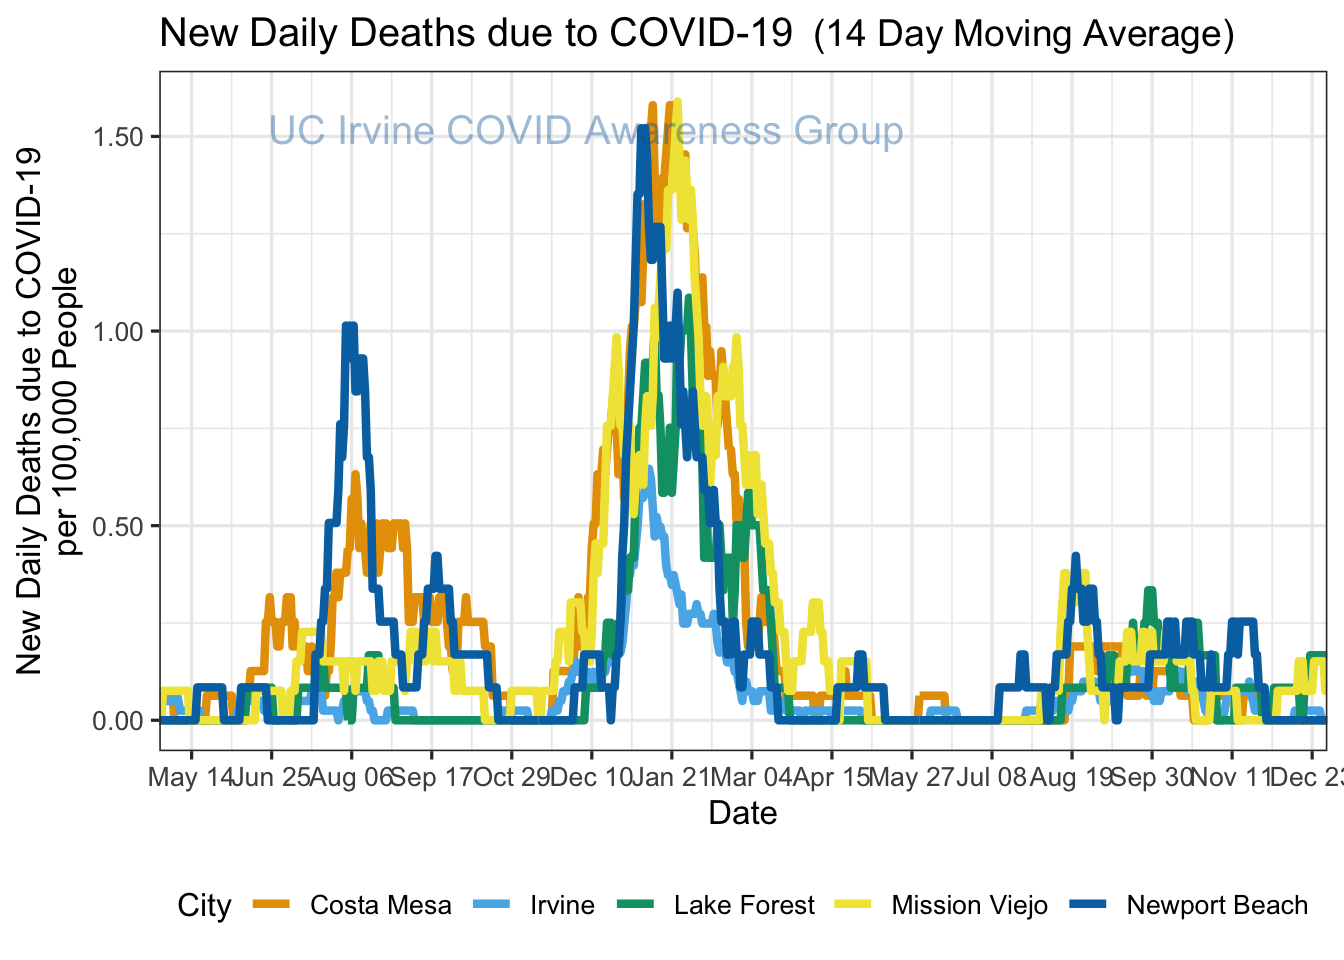 New Daily Deaths due to COVID-19 (14 Day Moving Average)
UC Irvine COVID Awareness Group
New Daily Deaths due to COVID-19
per 100,000 People
1.50
1.00
0.50
0.00
May 14 Jun 25 Aug 06 Sep 17 Oct 29 Dec 10 Jan 21 Mar 04 Apr 15 May 27 Jul 08 Aug 19 Sep 30 Nov 11 Dec 23
Date
City Costa Mesa Irvine Lake Forest Mission Viejo Newport Beach